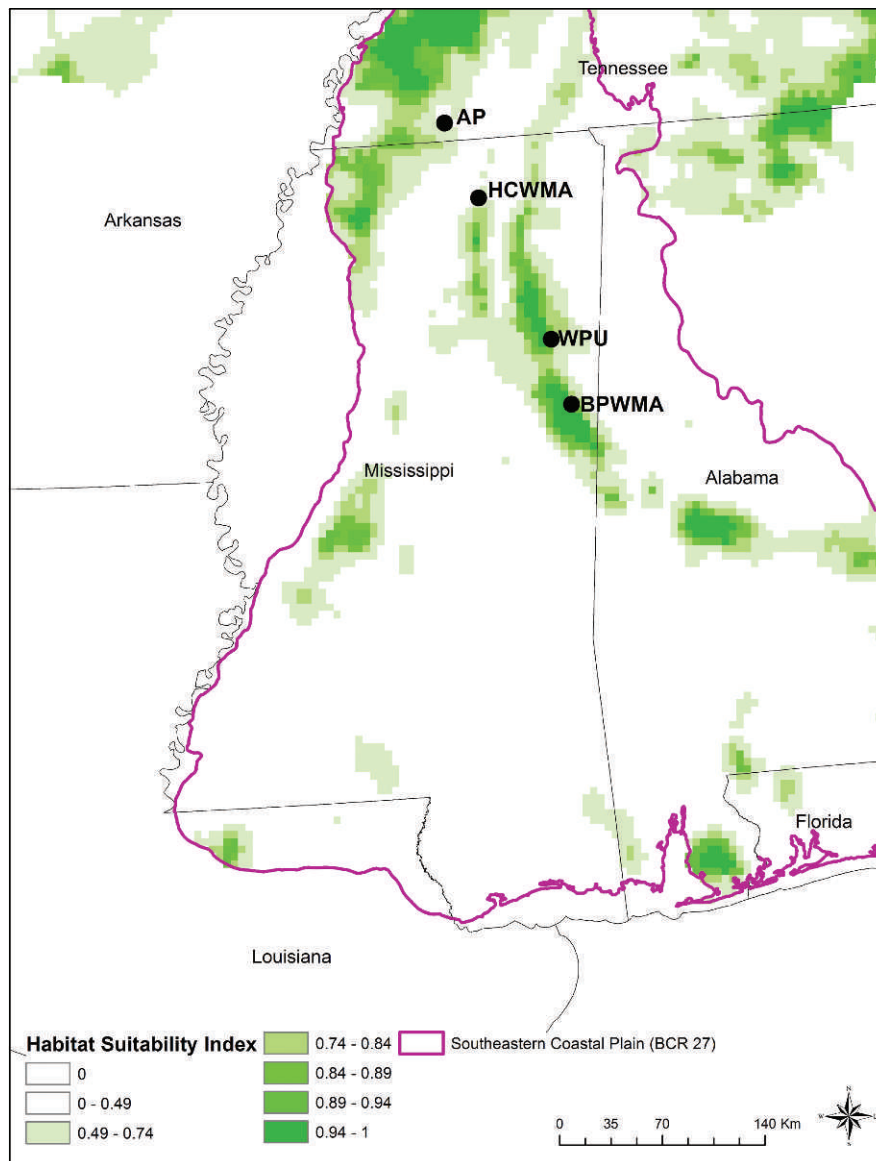 Tennessee
AP
HCWMA
Arkansas
WPU
BPWMA
Mississippi
Alabama
Florida
Louisiana
Habitat Suitability Index
0
0 - 0.49
0.49 - 0.74
0.74 - 0.84
0.84 - 0.89
0.89 - 0.94
0.94 - 1
Southeastern Coastal Plain (BCR 27)
0 35 70 140 Km
N
W E
S